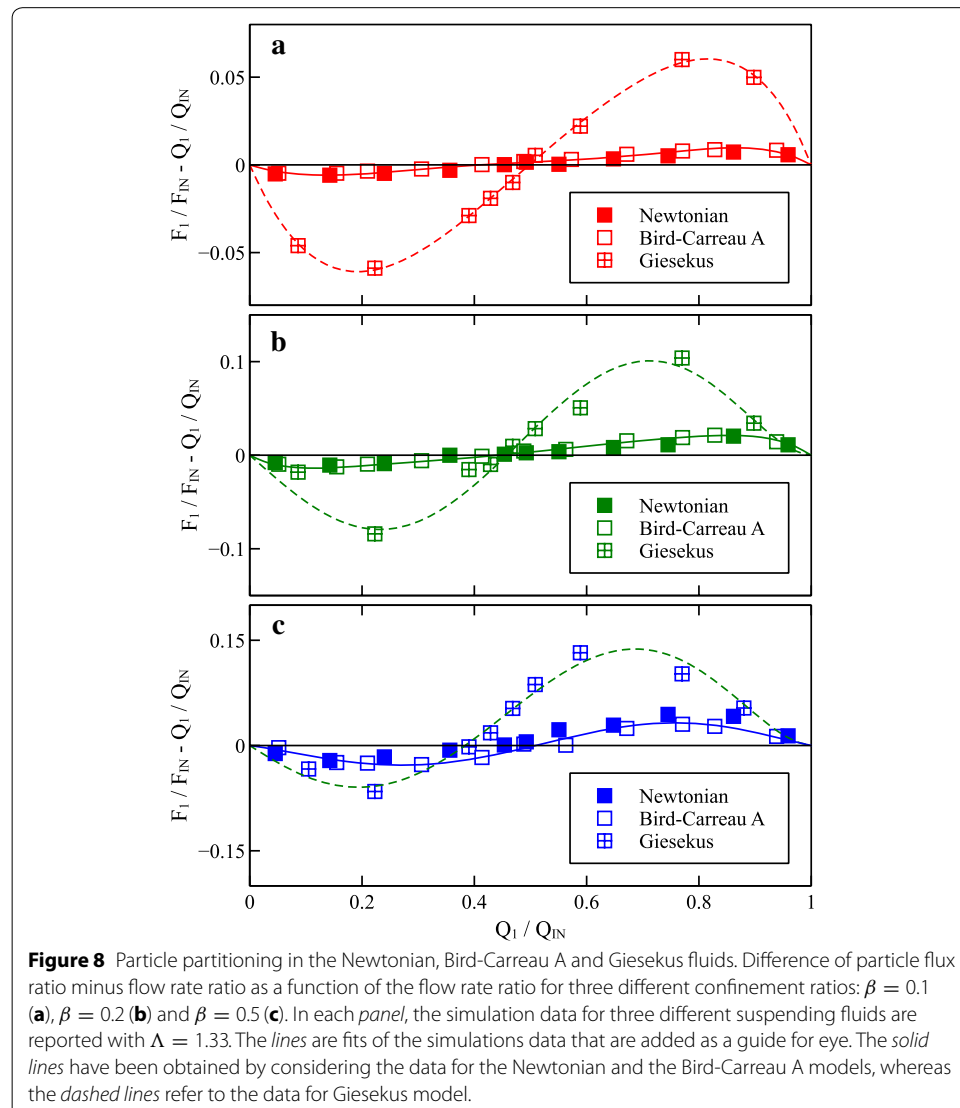 a
0.05
0
−0.05
F₁ / F_IN - Q₁ / Q_IN
Newtonian
Bird-Carreau A
Giesekus
b
0.1
0
−0.1
F₁ / F_IN - Q₁ / Q_IN
Newtonian
Bird-Carreau A
Giesekus
c
0.15
0
−0.15
F₁ / F_IN - Q₁ / Q_IN
Newtonian
Bird-Carreau A
Giesekus
0 0.2 0.4 0.6 0.8 1
Q₁ / Q_IN
Figure 8 Particle partitioning in the Newtonian, Bird-Carreau A and Giesekus fluids. Difference of particle flux
ratio minus flow rate ratio as a function of the flow rate ratio for three different confinement ratios: β = 0.1
(a), β = 0.2 (b) and β = 0.5 (c). In each panel, the simulation data for three different suspending fluids are
reported with Λ = 1.33. The lines are fits of the simulations data that are added as a guide for eye. The solid
lines have been obtained by considering the data for the Newtonian and the Bird-Carreau A models, whereas
the dashed lines refer to the data for Giesekus model.